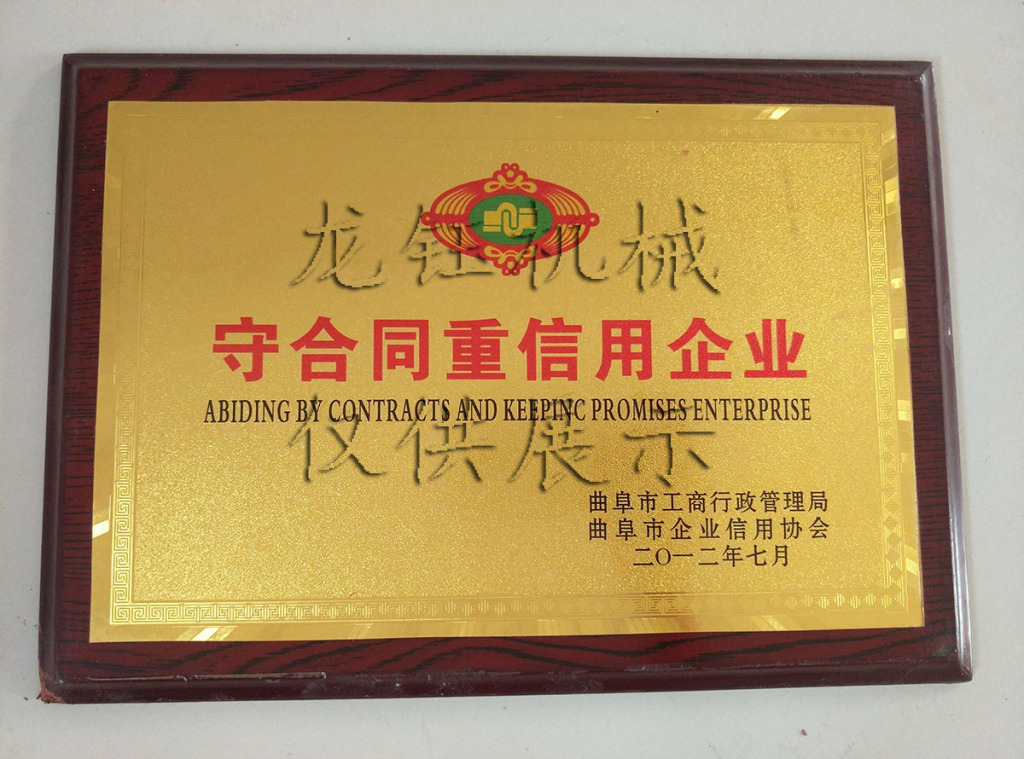 龙钰机械
守合同重信用企业
ABIDING BY CONTRACTS AND KEEPINC PROMISES ENTERPRISE
仅供展示
曲阜市工商行政管理局
曲阜市企业信用协会
二〇一二年七月